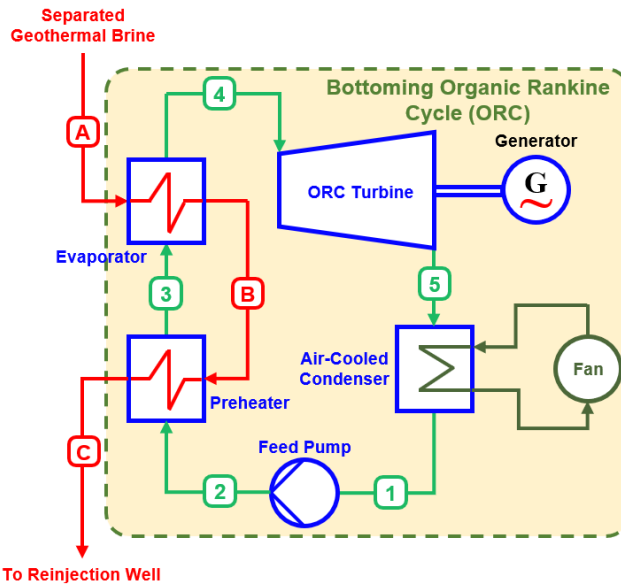 Separated
Geothermal Brine
Bottoming Organic Rankine
Cycle (ORC)
A
4
Generator
G
ORC Turbine
Evaporator
3
B
5
Air-Cooled
Condenser
Fan
Preheater
C
Feed Pump
2
1
To Reinjection Well